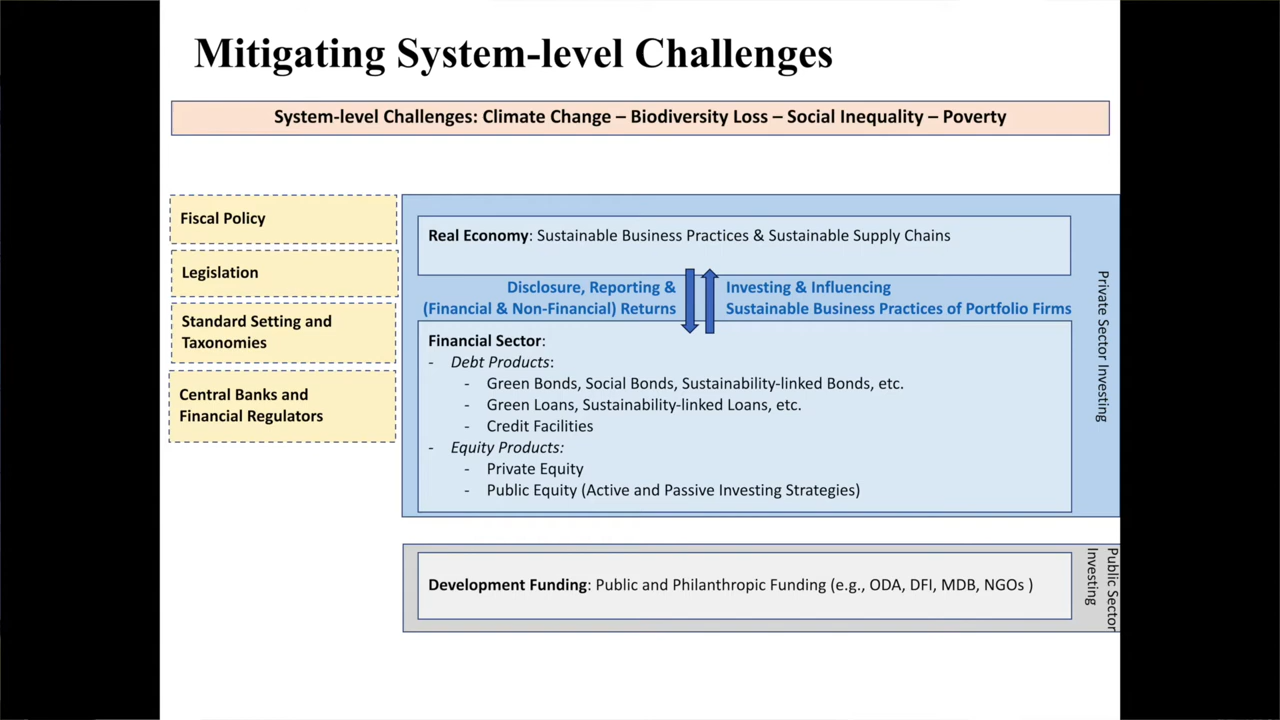 Mitigating System-level Challenges
System-level Challenges: Climate Change – Biodiversity Loss – Social Inequality – Poverty
Fiscal Policy
Legislation
Standard Setting and
Taxonomies
Central Banks and
Financial Regulators
Real Economy: Sustainable Business Practices & Sustainable Supply Chains
Disclosure, Reporting &
(Financial & Non-Financial) Returns
Investing & Influencing
Sustainable Business Practices of Portfolio Firms
Financial Sector:
- Debt Products:
- Green Bonds, Social Bonds, Sustainability-linked Bonds, etc.
- Green Loans, Sustainability-linked Loans, etc.
- Credit Facilities
- Equity Products:
- Private Equity
- Public Equity (Active and Passive Investing Strategies)
Private Sector Investing
Development Funding: Public and Philanthropic Funding (e.g., ODA, DFI, MDB, NGOs )
Public Sector
Investing